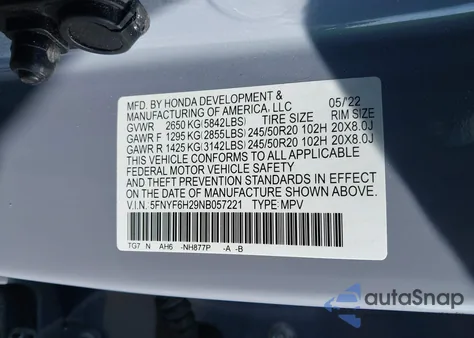 MFD. BY HONDA DEVELOPMENT &
MANUFACTURING OF AMERICA, LLC 05/'22
GVWR 2650 KG(5842LBS) TIRE SIZE RIM SIZE
GAWR F 1295 KG(2855LBS) 245/50R20 102H 20X8.0J
GAWR R 1425 KG(3142LBS) 245/50R20 102H 20X8.0J
THIS VEHICLE CONFORMS TO ALL APPLICABLE
FEDERAL MOTOR VEHICLE SAFETY, BUMPER,
AND THEFT PREVENTION STANDARDS IN EFFECT
ON THE DATE OF MANUFACTURE SHOWN ABOVE.
V.I.N. 5FNYF6H29NB057221 TYPE: MPV
TG7 N AH6 -NH877P -A -B
autoSnap